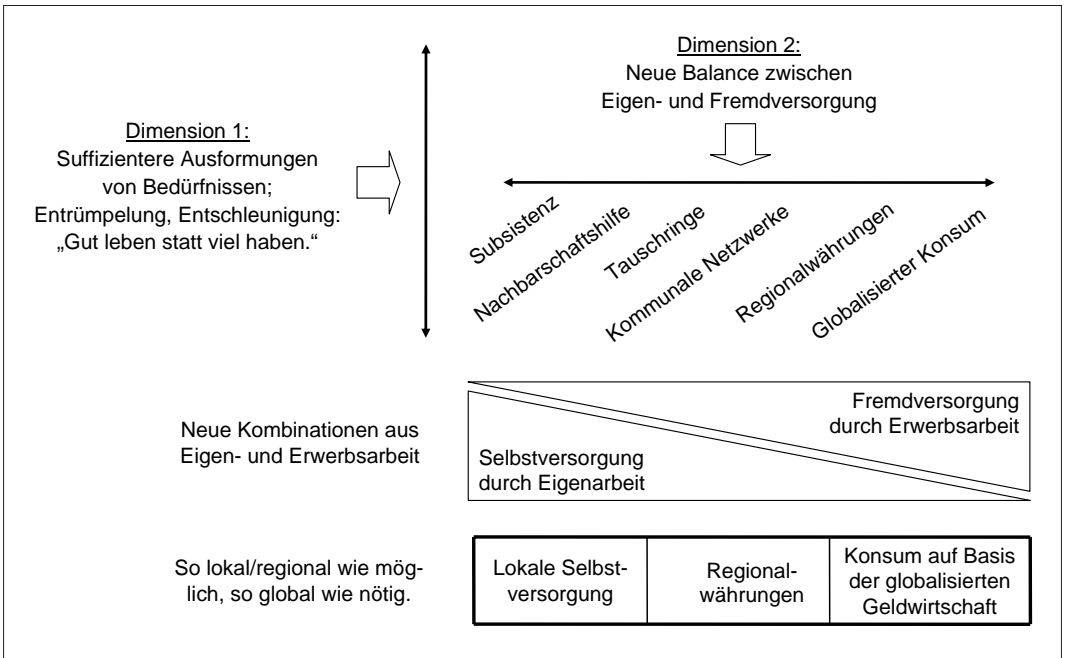 Dimension 1:
Suffizientere Ausformungen
von Bedürfnissen;
Entrümpelung, Entschleunigung:
„Gut leben statt viel haben.“
Dimension 2:
Neue Balance zwischen
Eigen- und Fremdversorgung
Subsistenz
Nachbarschaftshilfe
Tauschringe
Kommunale Netzwerke
Regionalwährungen
Globalisierter Konsum
Neue Kombinationen aus
Eigen- und Erwerbsarbeit
Fremdversorgung
durch Erwerbsarbeit
Selbstversorgung
durch Eigenarbeit
So lokal/regional wie mög-
lich, so global wie nötig.
Lokale Selbst-
versorgung
Regional-
währungen
Konsum auf Basis
der globalisierten
Geldwirtschaft